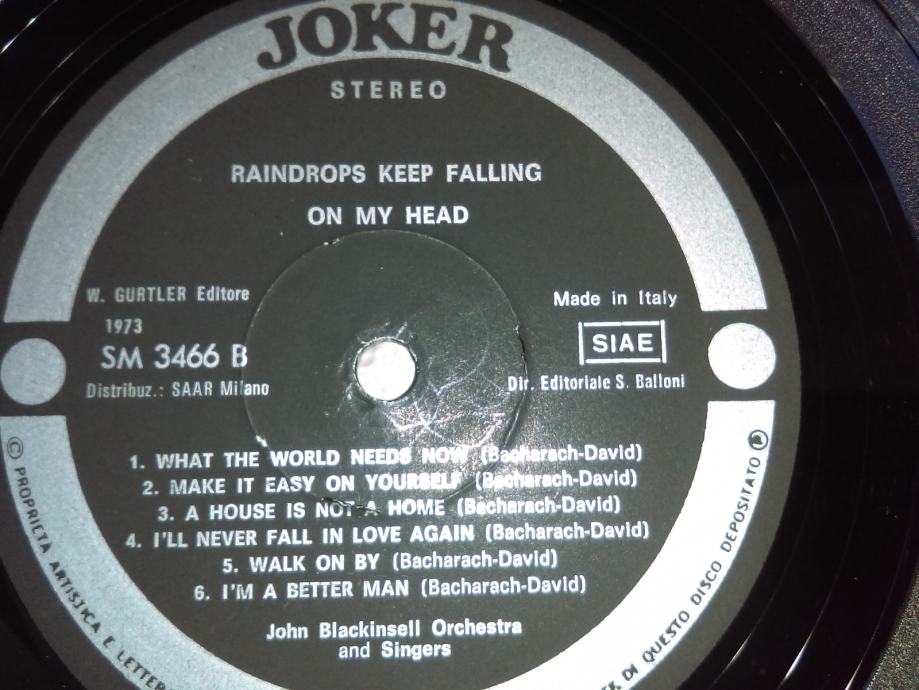 JOKER
STEREO
RAINDROPS KEEP FALLING
ON MY HEAD
W. GURTLER Editore
1973
SM 3466 B
Distribuz.: SAAR Milano
Made in Italy
SIAE
Dir. Editoriale S. Balloni
1. WHAT THE WORLD NEEDS NOW (Bacharach-David)
2. MAKE IT EASY ON YOURSELF (Bacharach-David)
3. A HOUSE IS NOT A HOME (Bacharach-David)
4. I'LL NEVER FALL IN LOVE AGAIN (Bacharach-David)
5. WALK ON BY (Bacharach-David)
6. I'M A BETTER MAN (Bacharach-David)
John Blackinsell Orchestra
and Singers
© PROPRIETA ARTISTICA E
DI QUESTO DISCO DEPOSITATO ℗